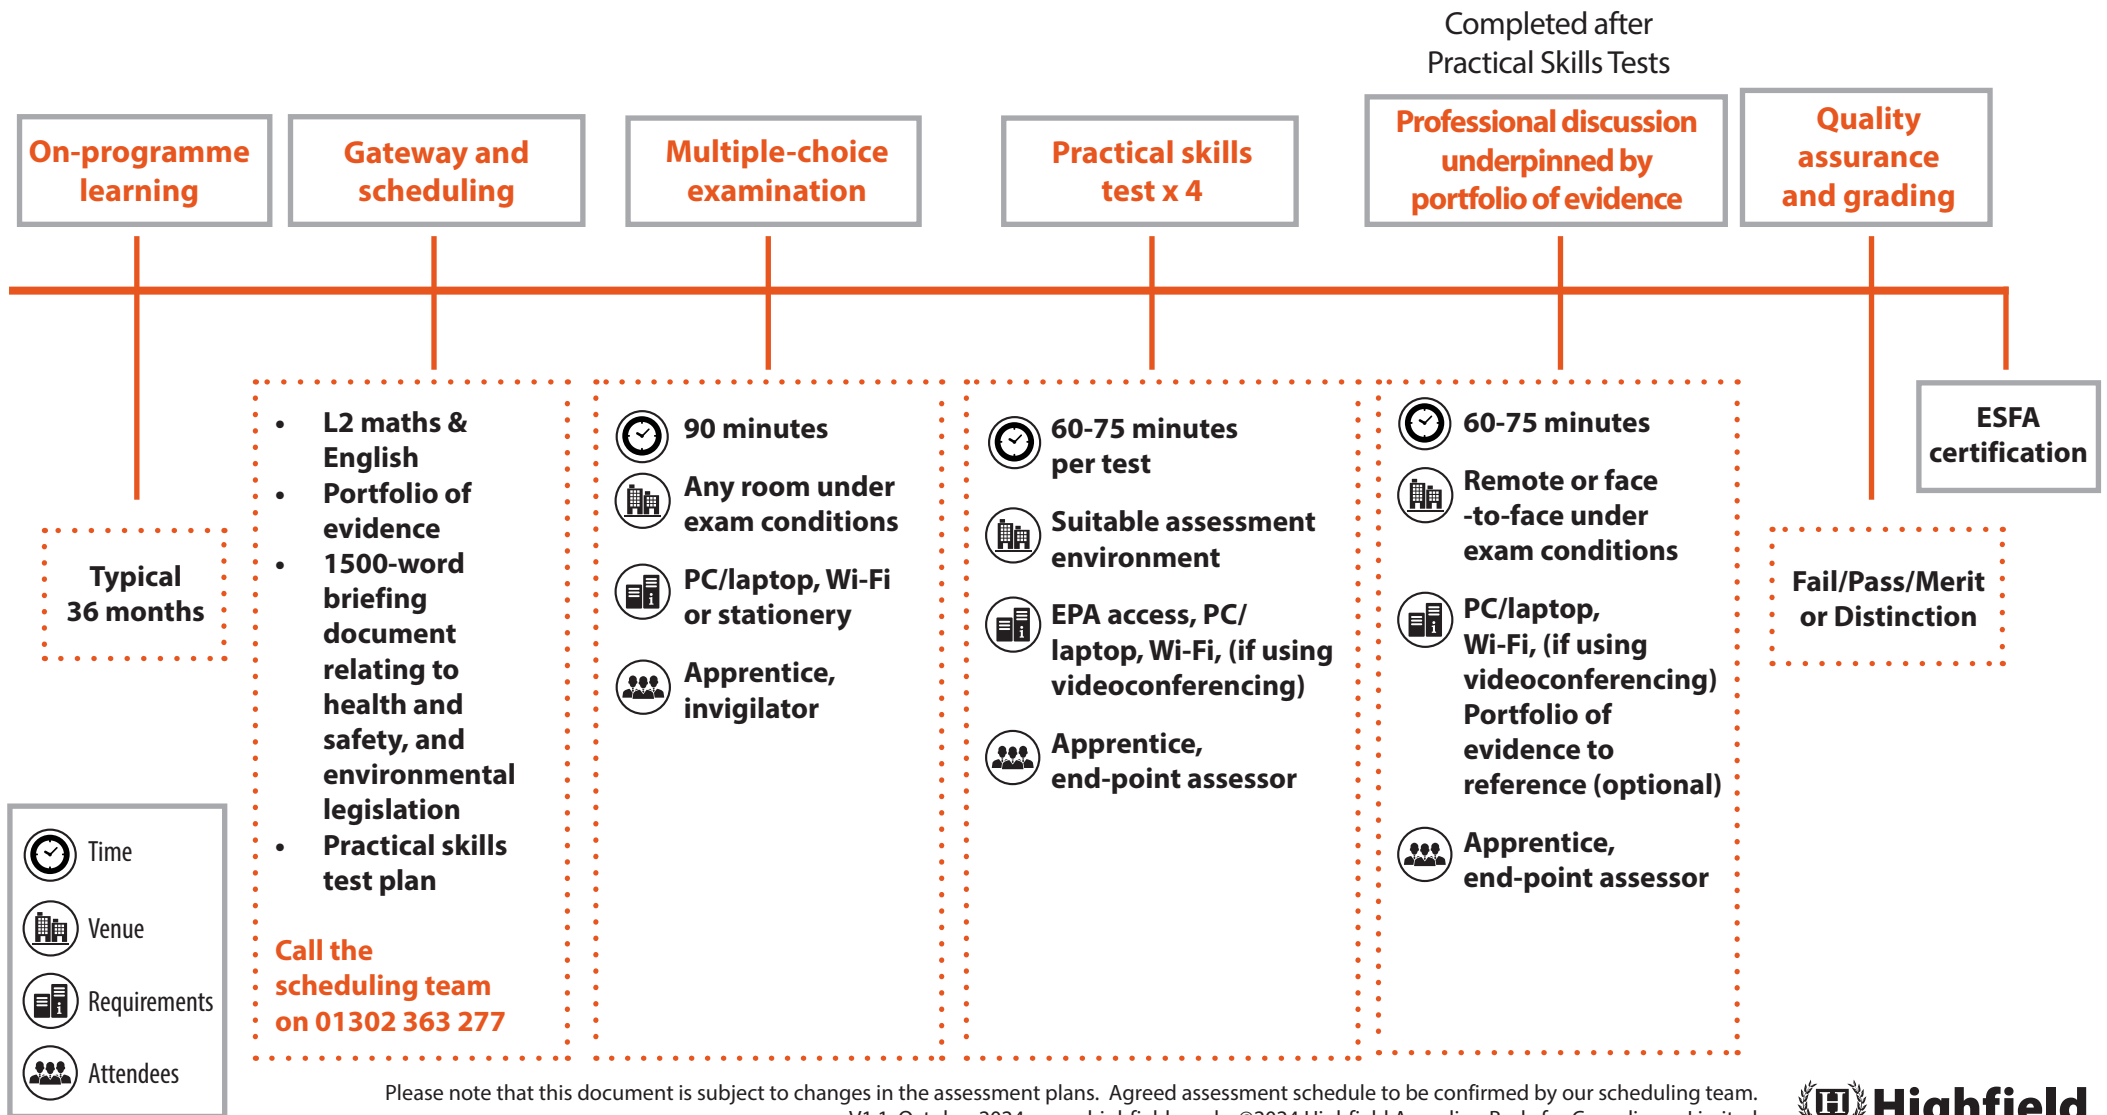 Completed after
Practical Skills Tests
On-programme
learning
Gateway and
scheduling
Multiple-choice
examination
Practical skills
test x 4
Professional discussion
underpinned by
portfolio of evidence
Quality
assurance
and grading
Typical
36 months
• L2 maths &
English
• Portfolio of
evidence
• 1500-word
briefing
document
relating to
health and
safety, and
environmental
legislation
• Practical skills
test plan
Call the
scheduling team
on 01302 363 277
90 minutes
Any room under
exam conditions
PC/laptop, Wi-Fi
or stationery
Apprentice,
invigilator
60-75 minutes
per test
Suitable assessment
environment
EPA access, PC/
laptop, Wi-Fi, (if using
videoconferencing)
Apprentice,
end-point assessor
60-75 minutes
Remote or face
-to-face under
exam conditions
PC/laptop,
Wi-Fi, (if using
videoconferencing)
Portfolio of
evidence to
reference (optional)
Apprentice,
end-point assessor
Fail/Pass/Merit
or Distinction
ESFA
certification
Time
Venue
Requirements
Attendees
Please note that this document is subject to changes in the assessment plans. Agreed assessment schedule to be confirmed by our scheduling team.
H Highfield